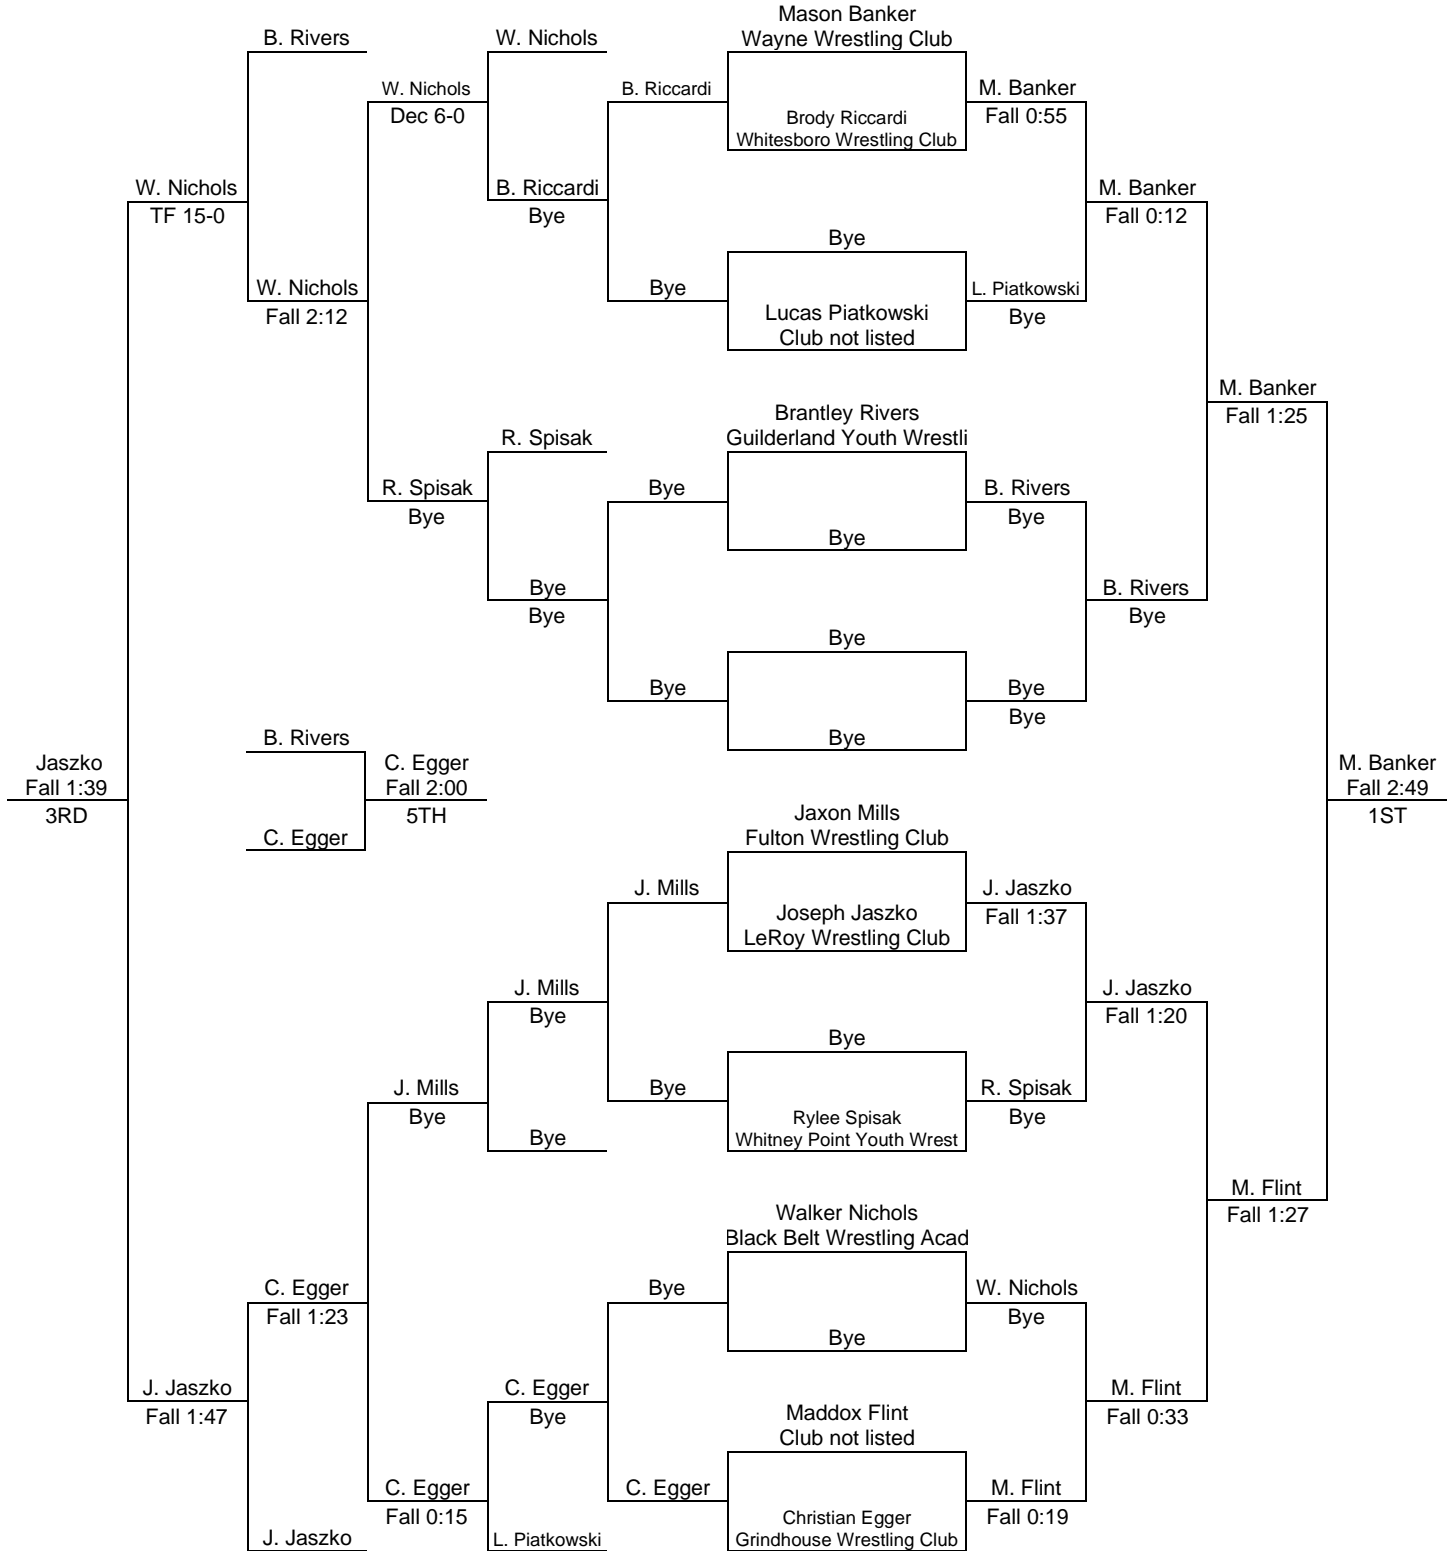 Mason Banker
B. Rivers
W. Nichols
Wayne Wrestling Club
W. Nichols
B. Riccardi
M. Banker
Dec 6-0
Brody Riccardi
Fall 0:55
Whitesboro Wrestling Club
W. Nichols
B. Riccardi
M. Banker
TF 15-0
Bye
Fall 0:12
Bye
W. Nichols
Bye
L. Piatkowski
Fall 2:12
Lucas Piatkowski
Bye
Club not listed
M. Banker
Fall 1:25
Brantley Rivers
R. Spisak
Guilderland Youth Wrestli
R. Spisak
Bye
B. Rivers
Bye
Bye
Bye
Bye
B. Rivers
Bye
Bye
Bye
Bye
Bye
Bye
Bye
B. Rivers
Jaszko
C. Egger
M. Banker
Fall 1:39
Fall 2:00
Fall 2:49
3RD
5TH
1ST
C. Egger
Jaxon Mills
Fulton Wrestling Club
J. Mills
J. Jaszko
Joseph Jaszko
Fall 1:37
LeRoy Wrestling Club
J. Mills
J. Jaszko
Bye
Fall 1:20
Bye
J. Mills
Bye
R. Spisak
Bye
Rylee Spisak
Bye
Bye
Whitney Point Youth Wrest
M. Flint
Fall 1:27
Walker Nichols
Black Belt Wrestling Acad
C. Egger
Bye
W. Nichols
Fall 1:23
Bye
Bye
J. Jaszko
C. Egger
M. Flint
Fall 1:47
Bye
Maddox Flint
Fall 0:33
Club not listed
C. Egger
C. Egger
M. Flint
Fall 0:15
Christian Egger
Fall 0:19
J. Jaszko
L. Piatkowski
Grindhouse Wrestling Club